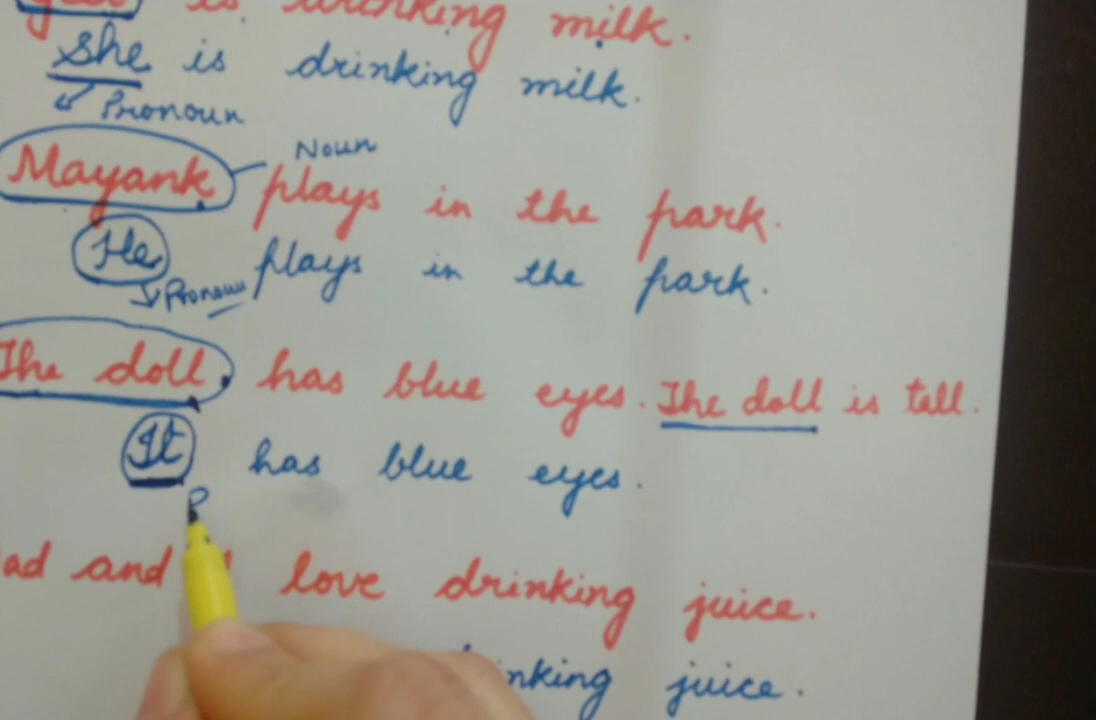 is drinking milk.
She is drinking milk.
Pronoun
Noun
Mayank plays in the park.
He plays in the park.
Pronoun
The doll has blue eyes. The doll is tall.
It has blue eyes.
P
and love drinking juice.
juice.